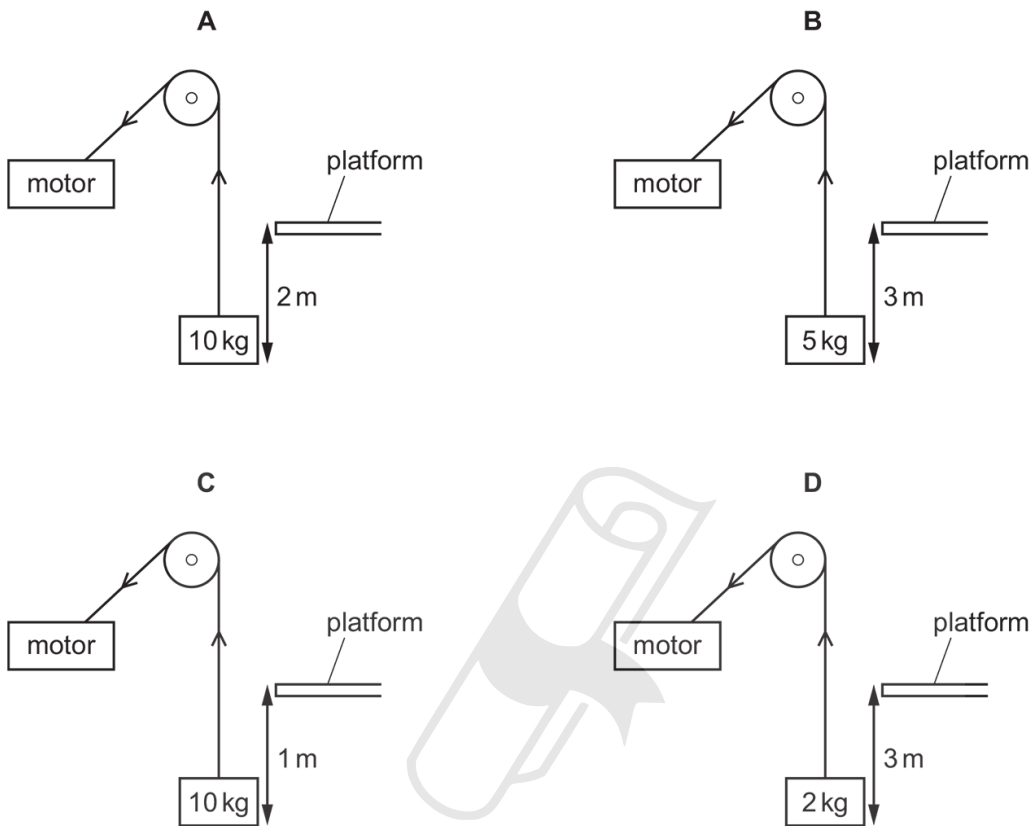 A
motor
platform
2 m
10 kg
B
motor
platform
3 m
5 kg
C
motor
platform
1 m
10 kg
D
motor
platform
3 m
2 kg